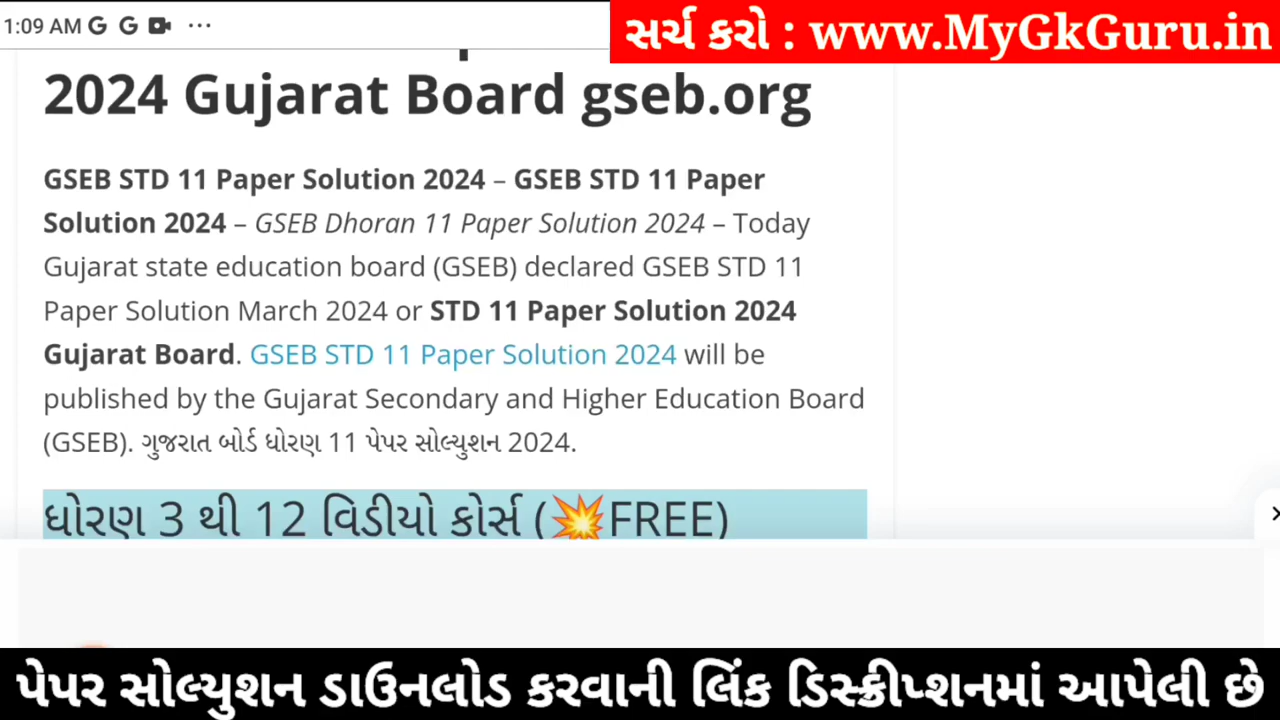 1:09 AM G G ···
સર્ચ કરો : www.MyGkGuru.in
2024 Gujarat Board gseb.org
GSEB STD 11 Paper Solution 2024 – GSEB STD 11 Paper
Solution 2024 – GSEB Dhoran 11 Paper Solution 2024 – Today
Gujarat state education board (GSEB) declared GSEB STD 11
Paper Solution March 2024 or STD 11 Paper Solution 2024
Gujarat Board. GSEB STD 11 Paper Solution 2024 will be
published by the Gujarat Secondary and Higher Education Board
(GSEB). ગુજરાત બોર્ડ ધોરણ 11 પેપર સોલ્યુશન 2024.
ધોરણ 3 થી 12 વિડીયો કોર્સ (💥FREE)
પેપર સોલ્યુશન ડાઉનલોડ કરવાની લિંક ડિસ્ક્રીપ્શનમાં આપેલી છે